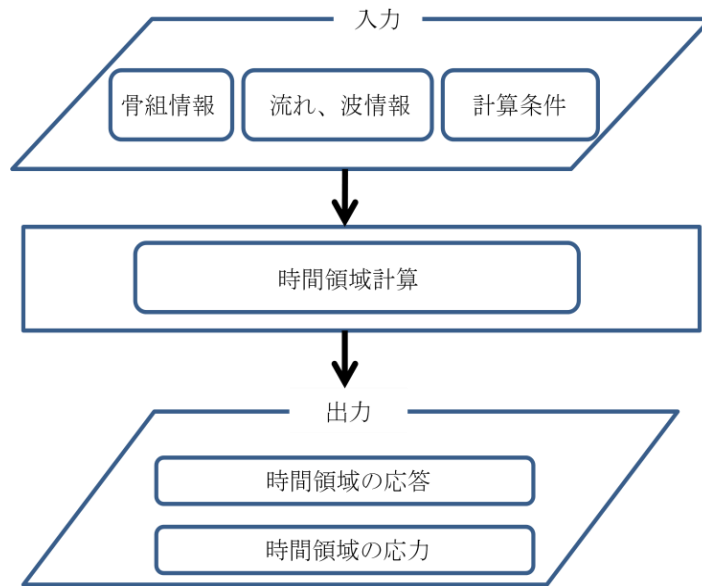 入力
骨組情報
流れ、波情報
計算条件
時間領域計算
出力
時間領域の応答
時間領域の応力